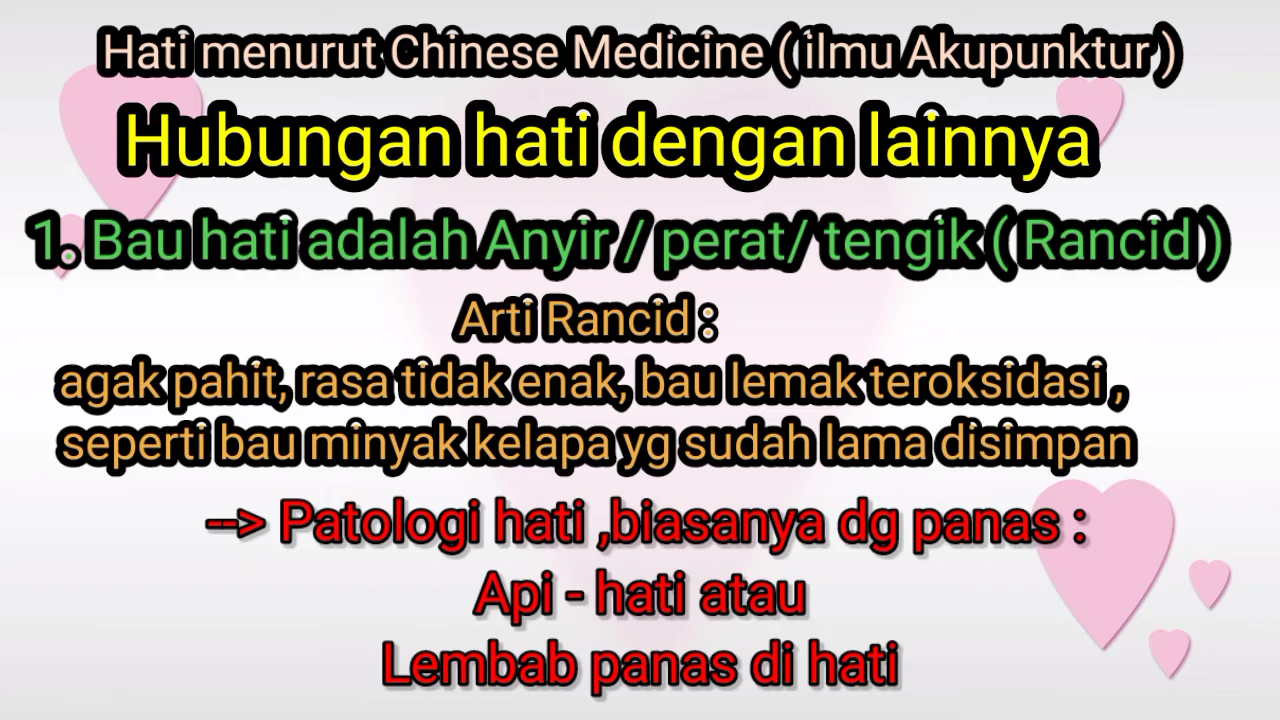 Hati menurut Chinese Medicine ( ilmu Akupunktur )
Hubungan hati dengan lainnya
1. Bau hati adalah Anyir / perat/ tengik ( Rancid )
Arti Rancid :
agak pahit, rasa tidak enak, bau lemak teroksidasi ,
seperti bau minyak kelapa yg sudah lama disimpan
--> Patologi hati ,biasanya dg panas :
Api - hati atau
Lembab panas di hati